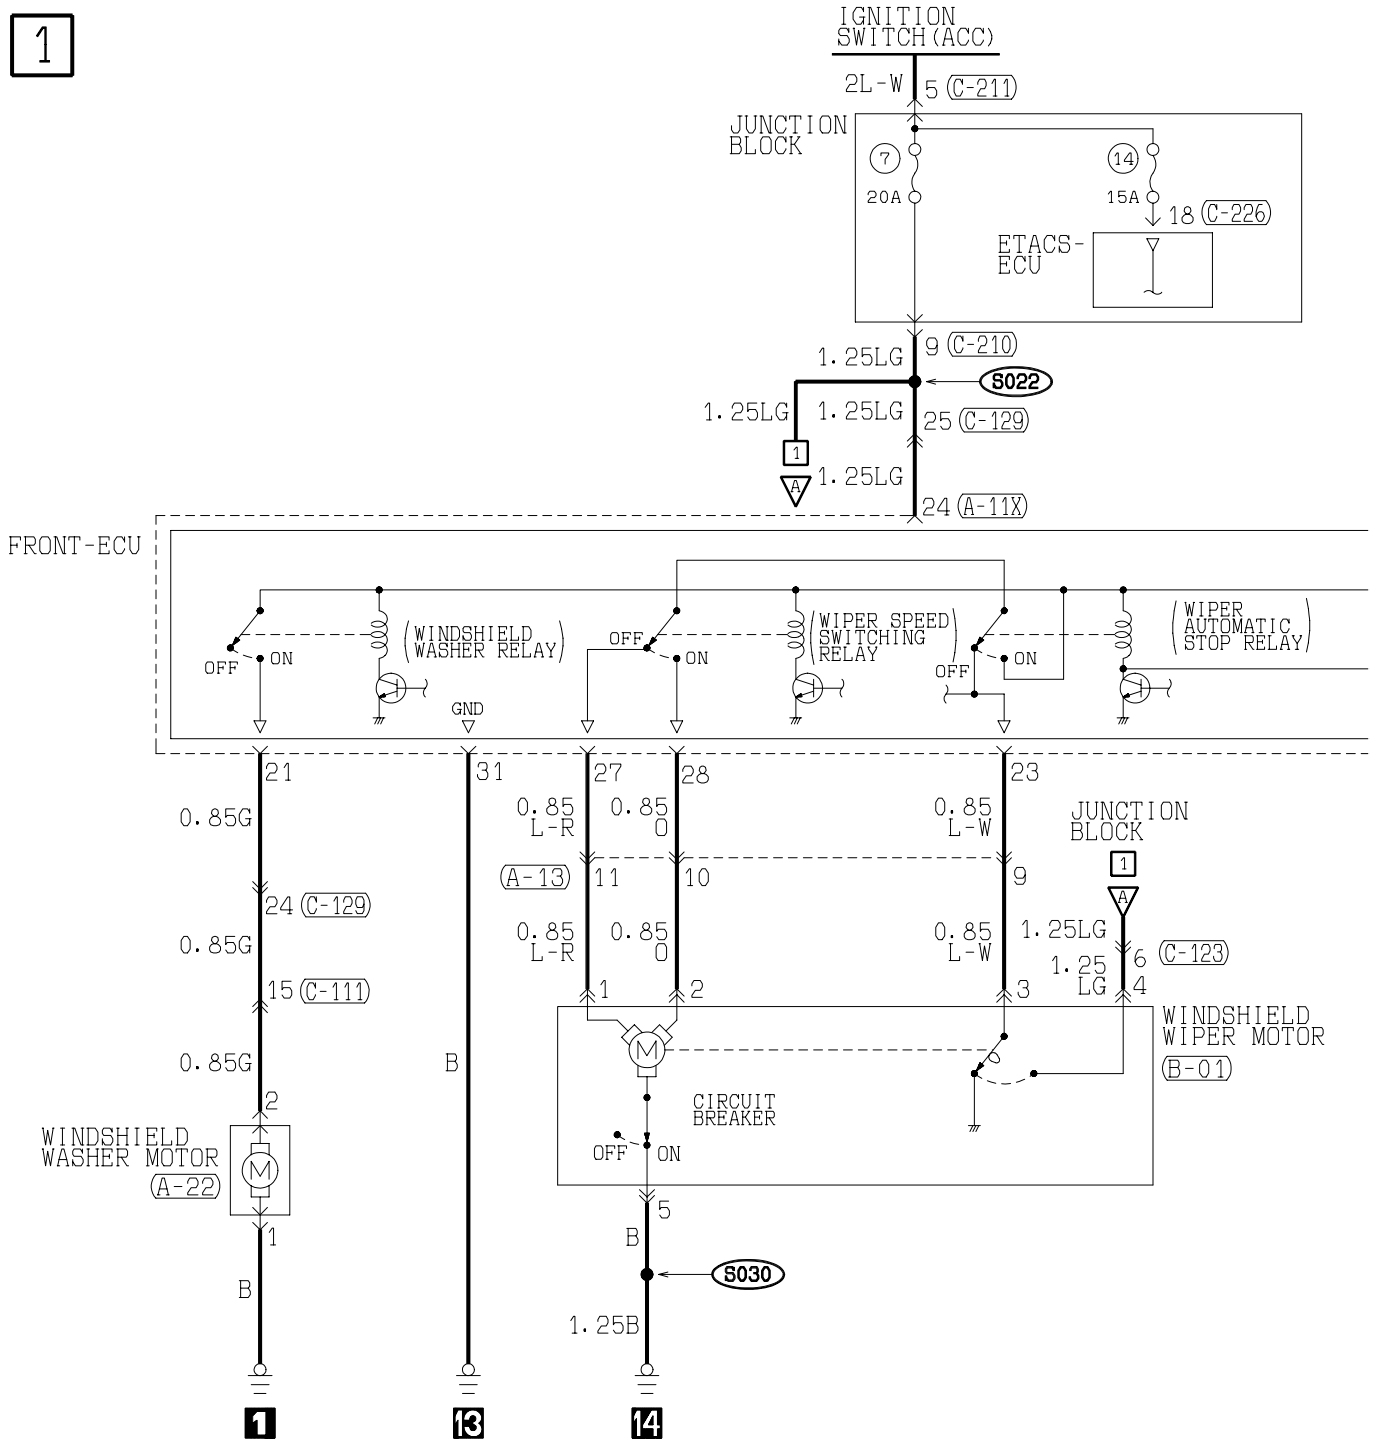 1
IGNITION
SWITCH(ACC)
2L-W
5 (C-211)
JUNCTION
BLOCK
7
20A
14
15A
18 (C-226)
ETACS-
ECU
9 (C-210)
1.25LG
S022
1.25LG
1.25LG
25 (C-129)
1
A
1.25LG
24 (A-11X)
FRONT-ECU
OFF
ON
(WINDSHIELD
WASHER RELAY)
OFF
ON
(WIPER SPEED
SWITCHING
RELAY)
OFF
ON
(WIPER
AUTOMATIC
STOP RELAY)
GND
21
31
27
28
23
0.85G
0.85
L-R
0.85
O
0.85
L-W
JUNCTION
BLOCK
1
A
(A-13)
11
10
9
24 (C-129)
0.85G
0.85
L-R
0.85
O
0.85
L-W
1.25LG
6 (C-123)
1.25
LG
15 (C-111)
1
2
3
4
WINDSHIELD
WIPER MOTOR
(B-01)
0.85G
B
M
CIRCUIT
BREAKER
OFF
ON
2
WINDSHIELD
WASHER MOTOR
(A-22)
M
1
5
B
B
S030
1.25B
1
13
14